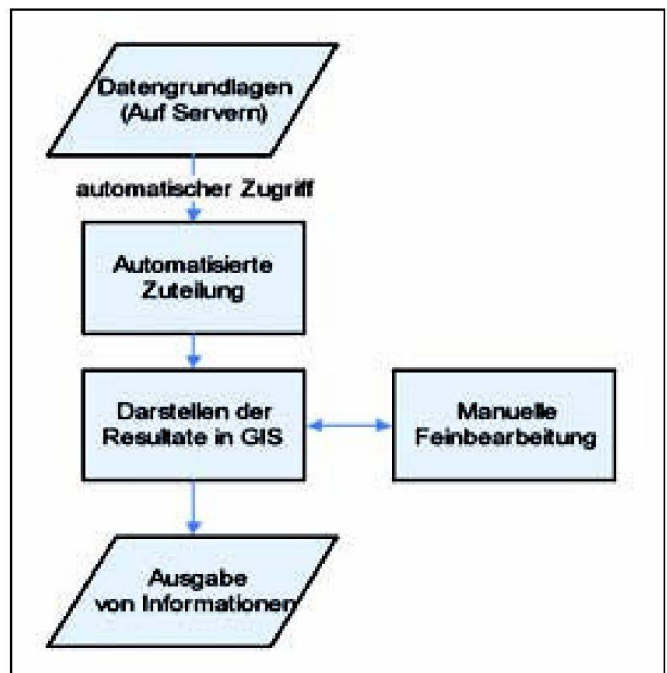 Datengrundlagen
(Auf Servern)
automatischer Zugriff
Automatisierte
Zuteilung
Darstellen der
Resultate in GIS
Manuelle
Feinbearbeitung
Ausgabe
von Informationen